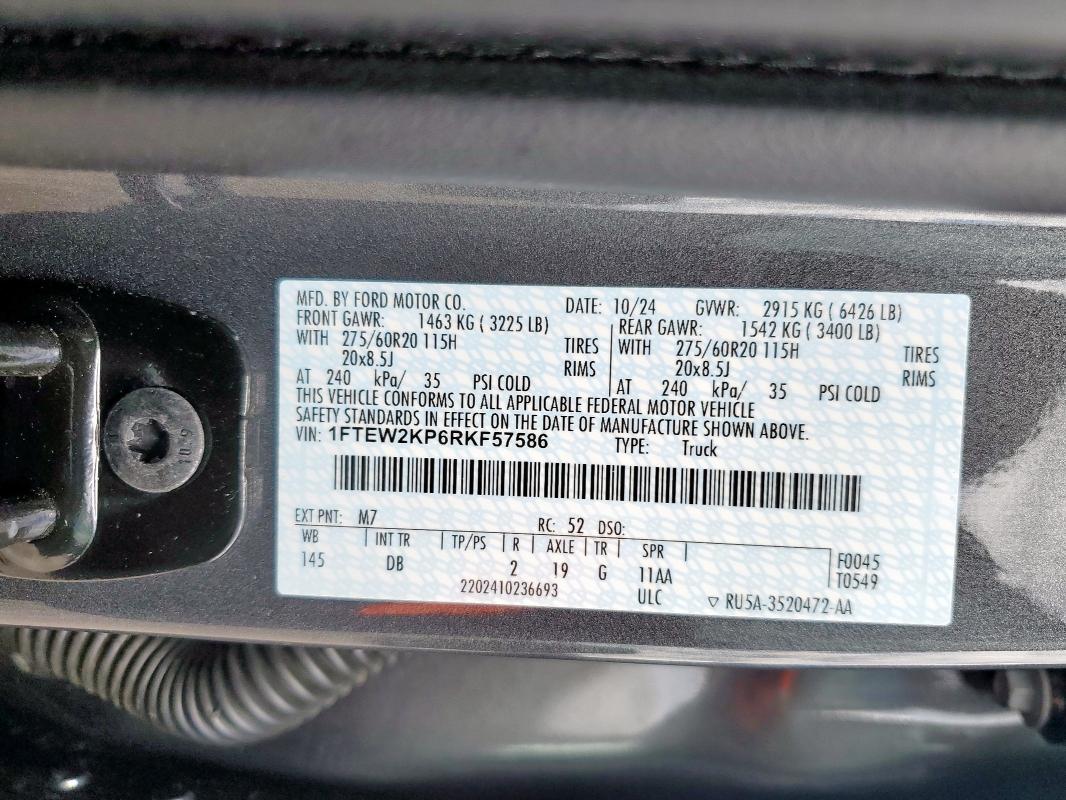 MFD. BY FORD MOTOR CO. DATE: 10/24 GVWR: 2915 KG ( 6426 LB)
FRONT GAWR: 1463 KG ( 3225 LB) REAR GAWR: 1542 KG ( 3400 LB)
WITH 275/60R20 115H TIRES WITH 275/60R20 115H TIRES
20x8.5J RIMS 20x8.5J RIMS
AT 240 kPa/ 35 PSI COLD AT 240 kPa/ 35 PSI COLD
THIS VEHICLE CONFORMS TO ALL APPLICABLE FEDERAL MOTOR VEHICLE
SAFETY STANDARDS IN EFFECT ON THE DATE OF MANUFACTURE SHOWN ABOVE.
VIN: 1FTEW2KP6RKF57586 TYPE: Truck
EXT PNT: M7 RC: 52 DSO:
WB INT TR TP/PS R AXLE TR SPR F0045
145 DB 2 19 G 11AA T0549
2202410236693 ULC ▽ RU5A-3520472-AA
10.9